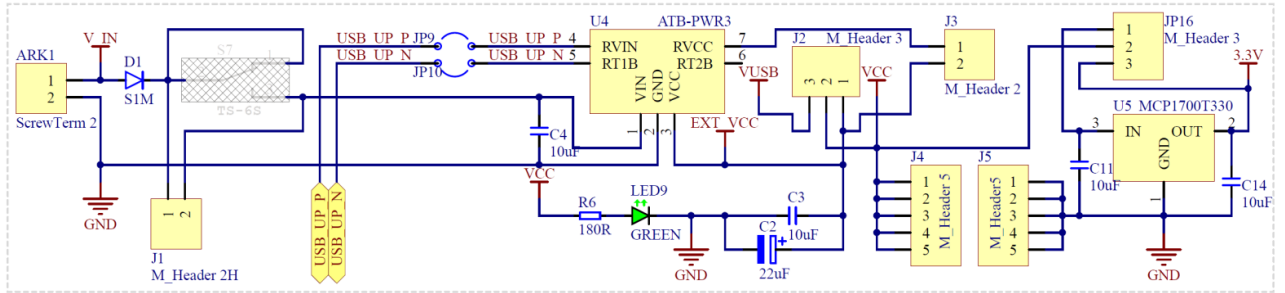 V_IN
ARK1
1
2
ScrewTerm 2
D1
S1M
S7
TS-6S
GND
1 2
J1
M_Header 2H
USB_UP_P JP9
USB_UP_N JP10
USB_UP_P 4
USB_UP_N 5
USB_UP_P
USB_UP_N
U4 ATB-PWR3
RVIN RVCC
RT1B RT2B
VIN
GND
VCC
7
6
1 2 3
C4
10uF
VCC
R6
180R
LED9
GREEN
GND
EXT_VCC
VUSB
J2
M_Header 3
3 2 1
VCC
C3
10uF
C2
+
22uF
J3
1
2
M_Header 2
J4
1
2
3
4
5
M_Header 5
J5
1
2
3
4
5
M_Header5
JP16
M_Header 3
1
2
3
3.3V
U5 MCP1700T330
3 IN OUT 2
GND
1
C11
10uF
C14
10uF
GND